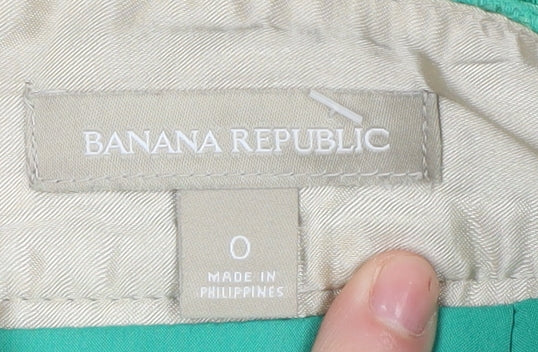 BANANA REPUBLIC
0
MADE IN
PHILIPPINES